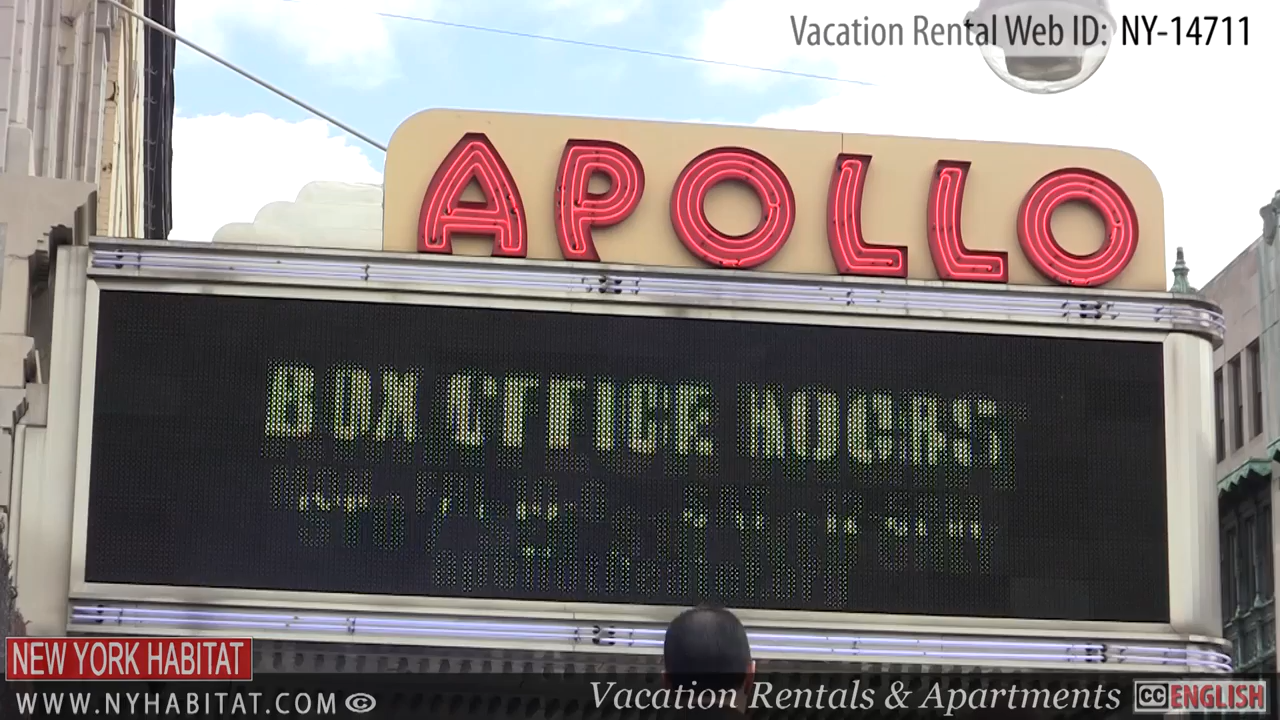 Vacation Rental Web ID: NY-14711
APOLLO
BOX OFFICE HOURS
NEW YORK HABITAT
WWW.NYHABITAT.COM ©
Vacation Rentals & Apartments
CC ENGLISH